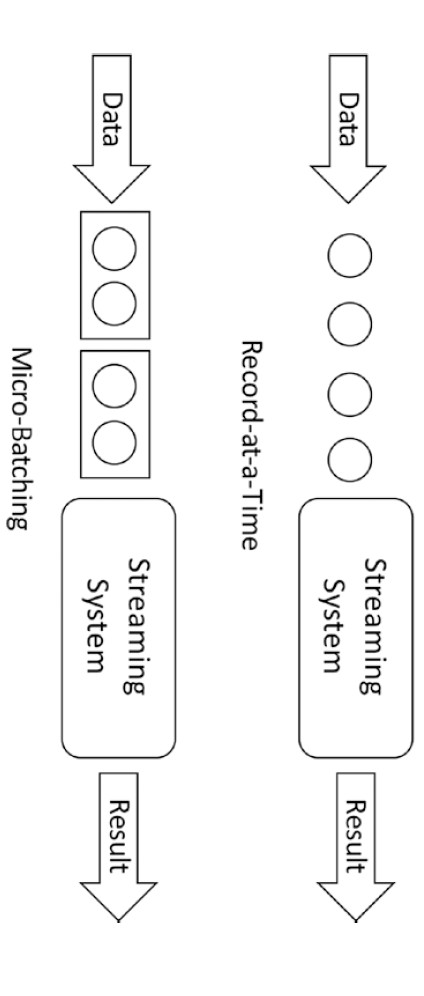 Data
Streaming
System
Result
Record-at-a-Time
Data
Streaming
System
Result
Micro-Batching